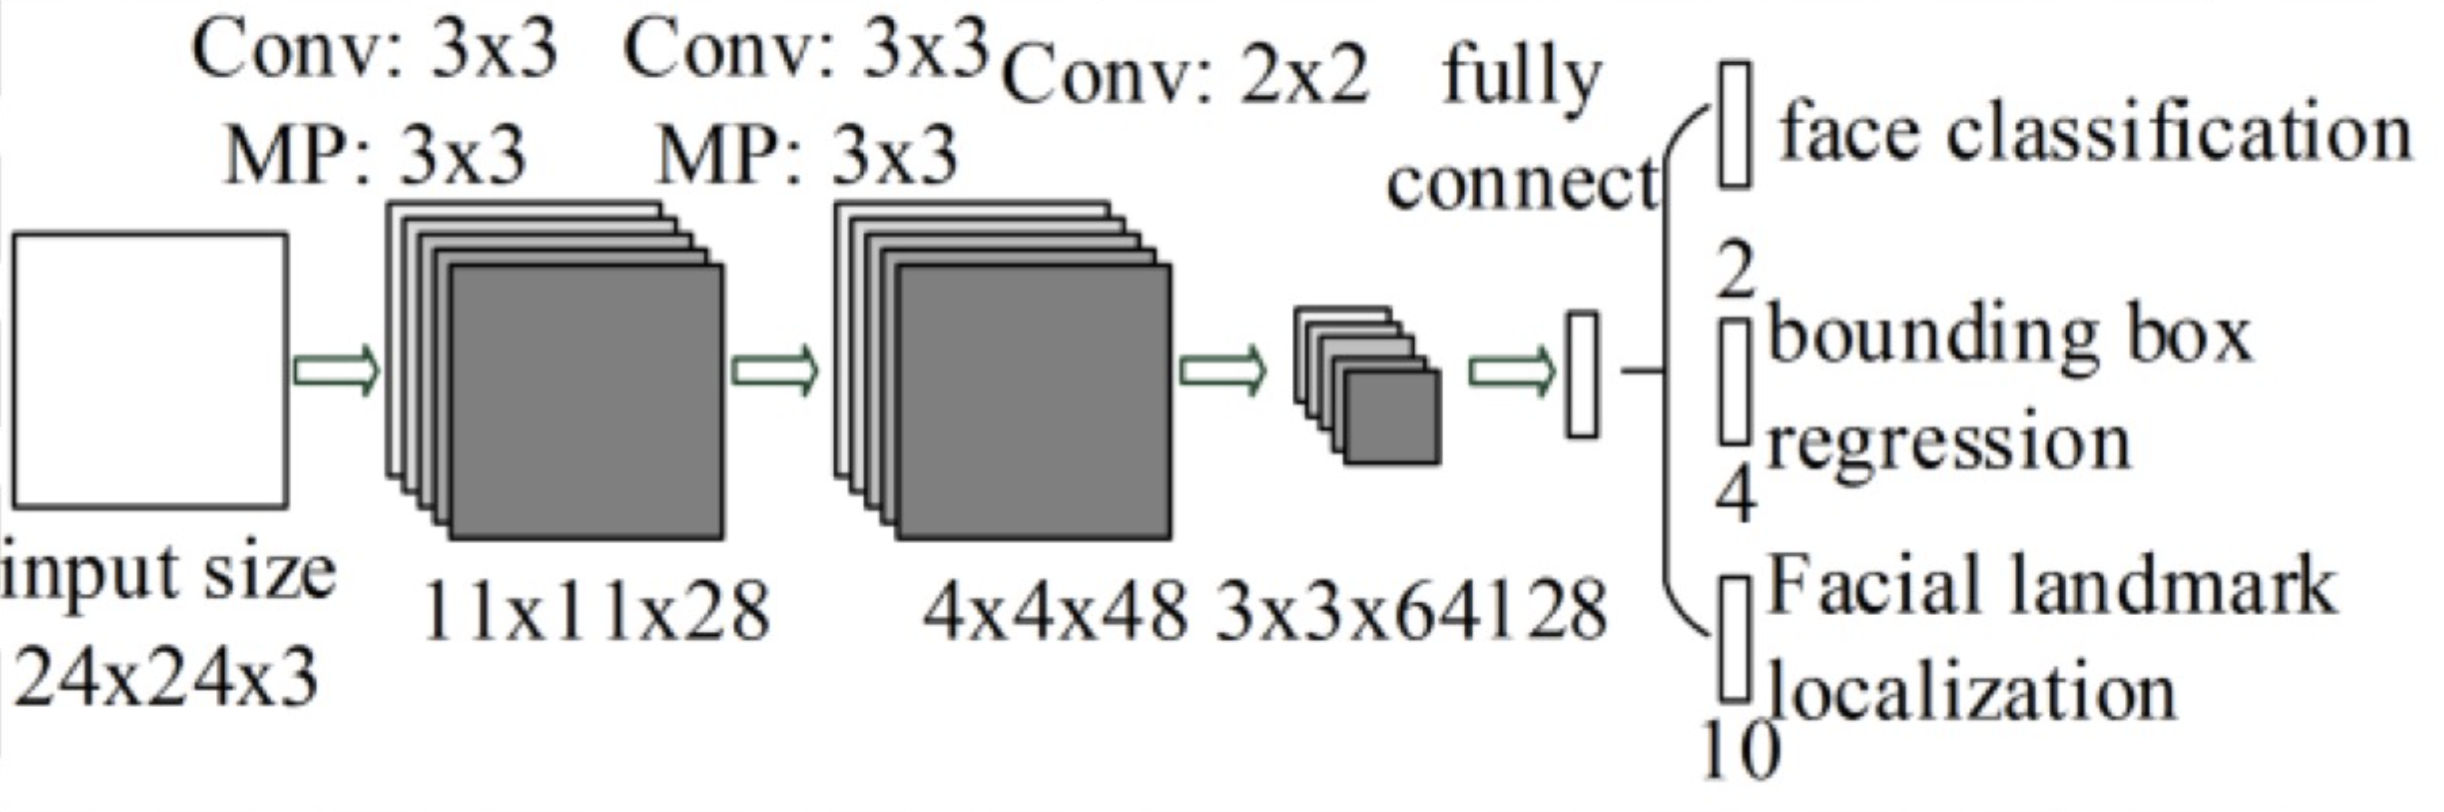 Conv: 3x3
MP: 3x3
Conv: 3x3
MP: 3x3
Conv: 2x2
fully
connect
input size
24x24x3
11x11x28
4x4x48
3x3x64
128
face classification
2
bounding box
regression
4
Facial landmark
localization
10